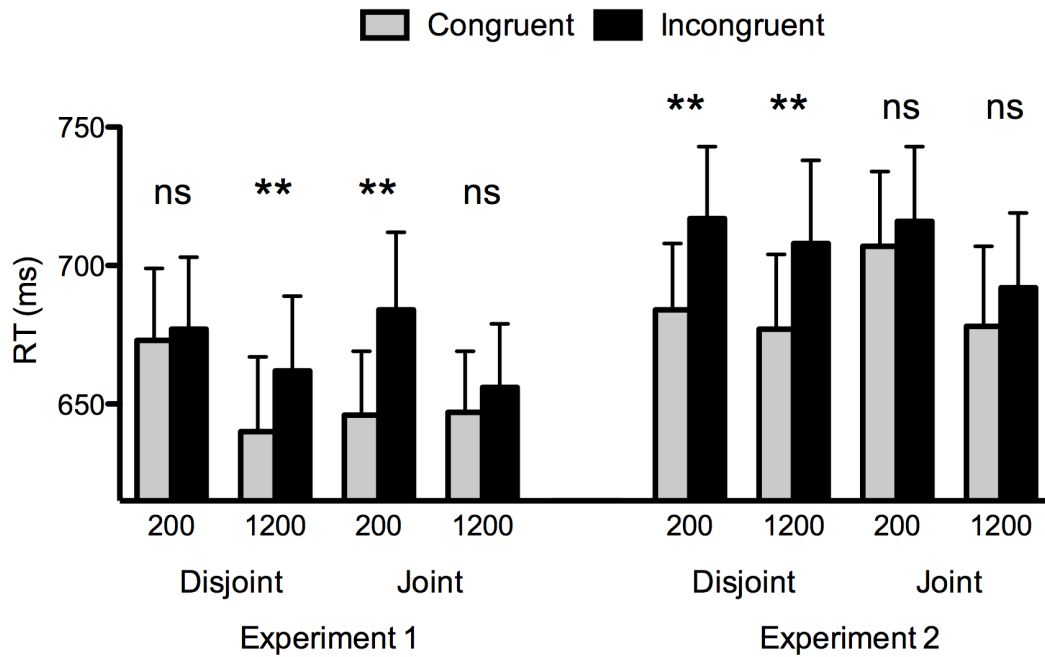 Congruent Incongruent
** ** ns ns
750
ns ** ** ns
700
RT (ms)
650
200 1200 200 1200 200 1200 200 1200
Disjoint Joint Disjoint Joint
Experiment 1 Experiment 2